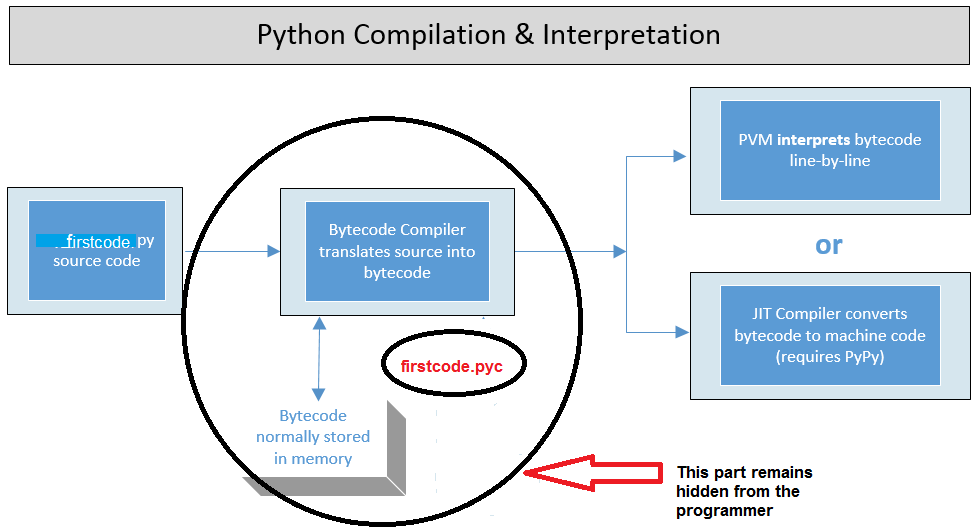 Python Compilation & Interpretation
_firstcode. py
source code
Bytecode Compiler
translates source into
bytecode
firstcode.pyc
Bytecode
normally stored
in memory
PVM interprets bytecode
line-by-line
or
JIT Compiler converts
bytecode to machine code
(requires PyPy)
This part remains
hidden from the
programmer